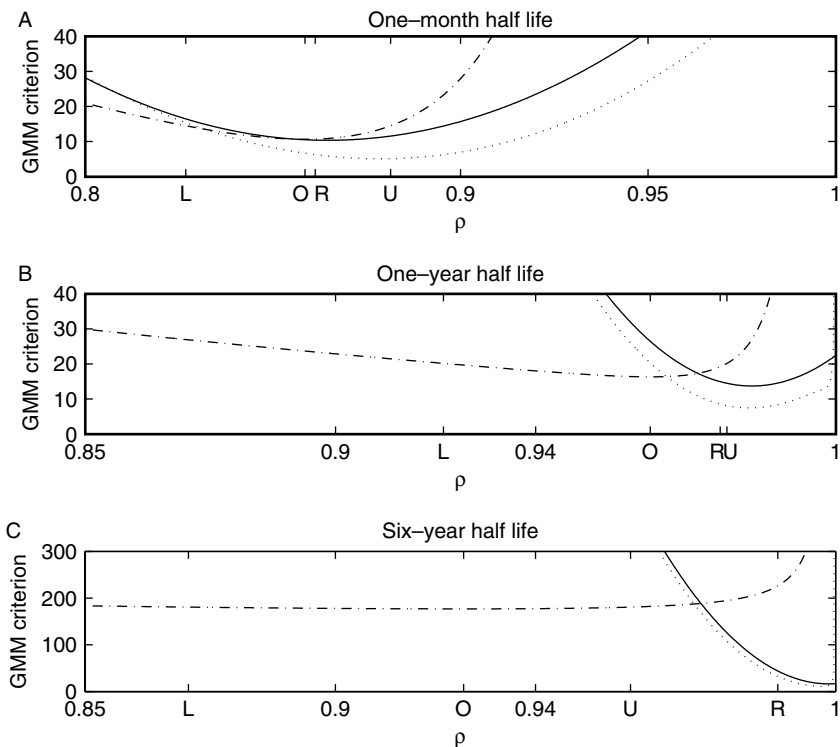 A
One–month half life
GMM criterion
40
30
20
10
0
0.8 L O R U 0.9 0.95 1
ρ
B
One–year half life
GMM criterion
40
30
20
10
0
0.85 0.9 L 0.94 O RU 1
ρ
C
Six–year half life
GMM criterion
300
200
100
0
0.85 L 0.9 O 0.94 U R 1
ρ